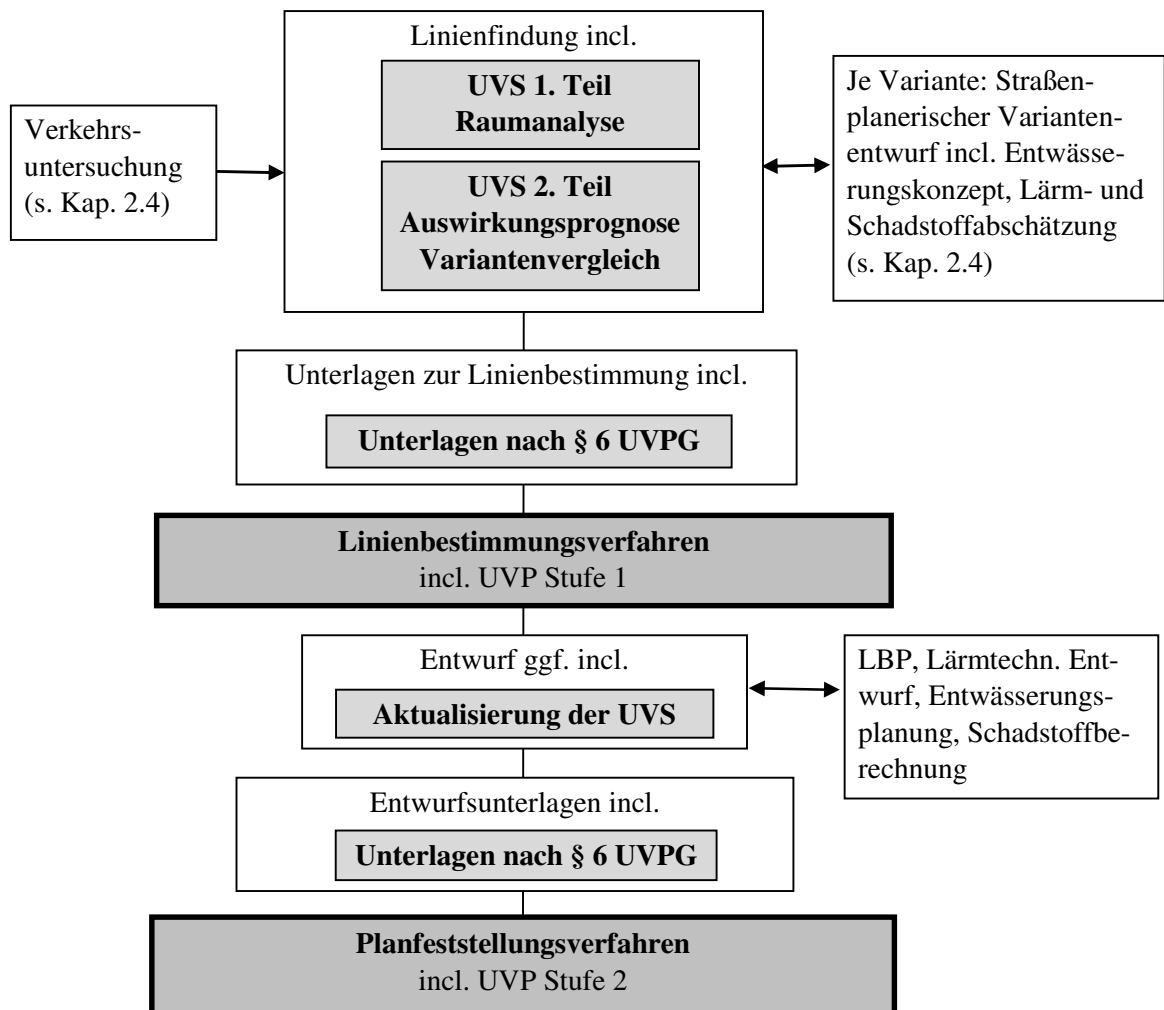 Linienfindung incl.
UVS 1. Teil
Raumanalyse
UVS 2. Teil
Auswirkungsprognose
Variantenvergleich
Verkehrs-
untersuchung
(s. Kap. 2.4)
Je Variante: Straßen-
planerischer Varianten-
entwurf incl. Entwässe-
rungskonzept, Lärm- und
Schadstoffabschätzung
(s. Kap. 2.4)
Unterlagen zur Linienbestimmung incl.
Unterlagen nach § 6 UVPG
Linienbestimmungsverfahren
incl. UVP Stufe 1
Entwurf ggf. incl.
Aktualisierung der UVS
LBP, Lärmtechn. Ent-
wurf, Entwässerungs-
planung, Schadstoffbe-
rechnung
Entwurfsunterlagen incl.
Unterlagen nach § 6 UVPG
Planfeststellungsverfahren
incl. UVP Stufe 2